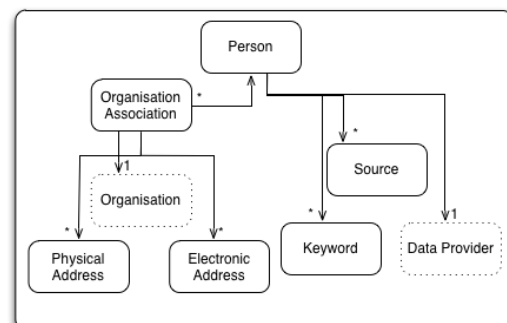 Person
Organisation
Association
*
*
1
Organisation
Source
*
*
*
1
Physical
Address
Electronic
Address
Keyword
Data Provider